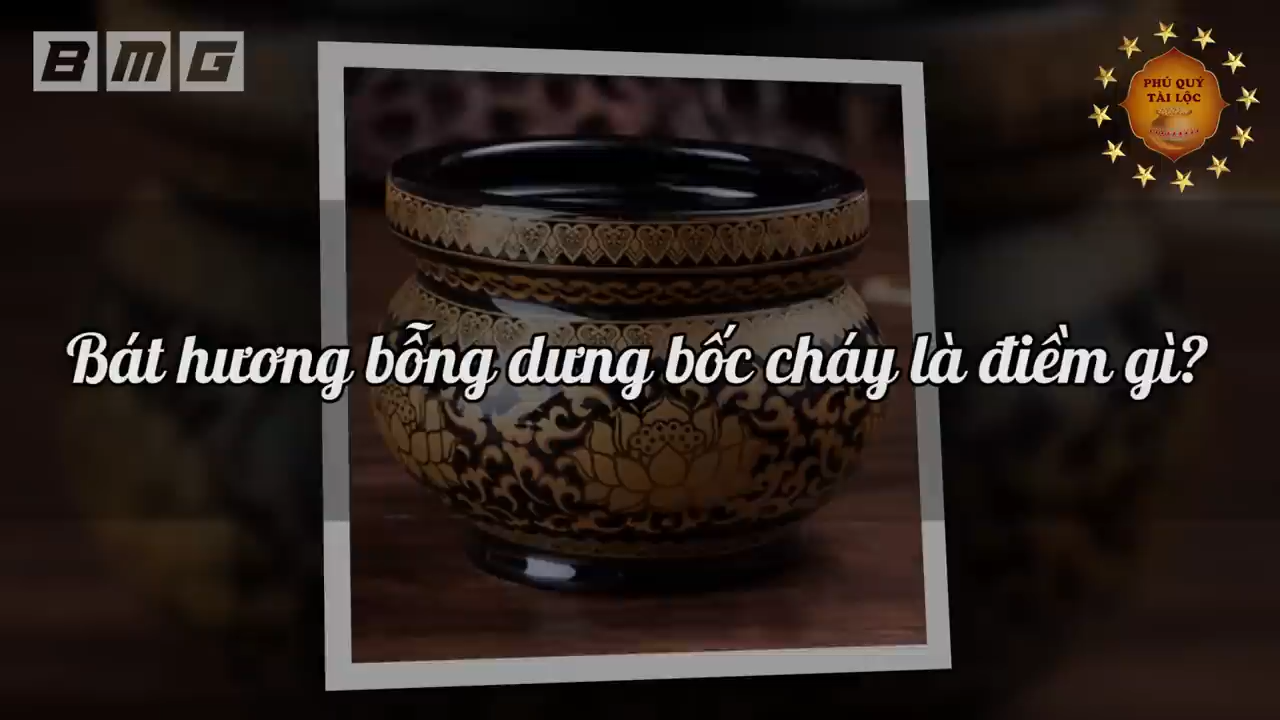 BMG
PHÚ QUÝ
TÀI LỘC
Bát hương bỗng dưng bốc cháy là điềm gì?